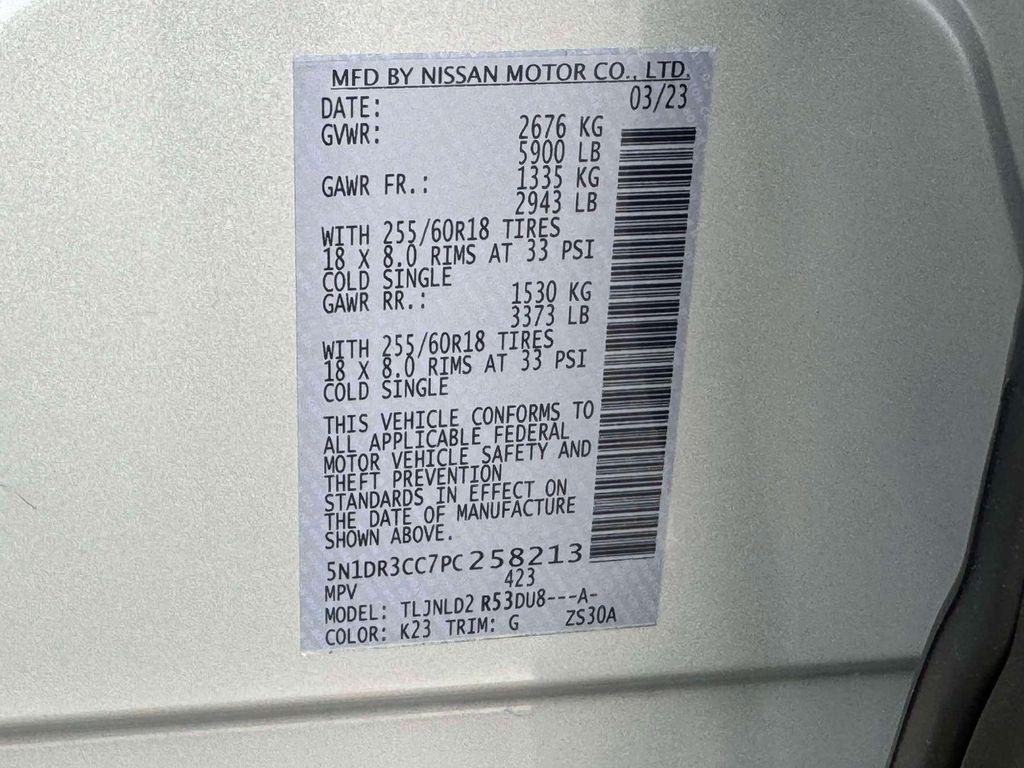 MFD BY NISSAN MOTOR CO., LTD.
DATE: 03/23
GVWR: 2676 KG
5900 LB
GAWR FR.: 1335 KG
2943 LB
WITH 255/60R18 TIRES
18 X 8.0 RIMS AT 33 PSI
COLD SINGLE
GAWR RR.: 1530 KG
3373 LB
WITH 255/60R18 TIRES
18 X 8.0 RIMS AT 33 PSI
COLD SINGLE
THIS VEHICLE CONFORMS TO
ALL APPLICABLE FEDERAL
MOTOR VEHICLE SAFETY AND
THEFT PREVENTION
STANDARDS IN EFFECT ON
THE DATE OF MANUFACTURE
SHOWN ABOVE.
5N1DR3CC7PC258213
MPV 423
MODEL: TLJNLD2 R53DU8---A-
COLOR: K23 TRIM: G ZS30A